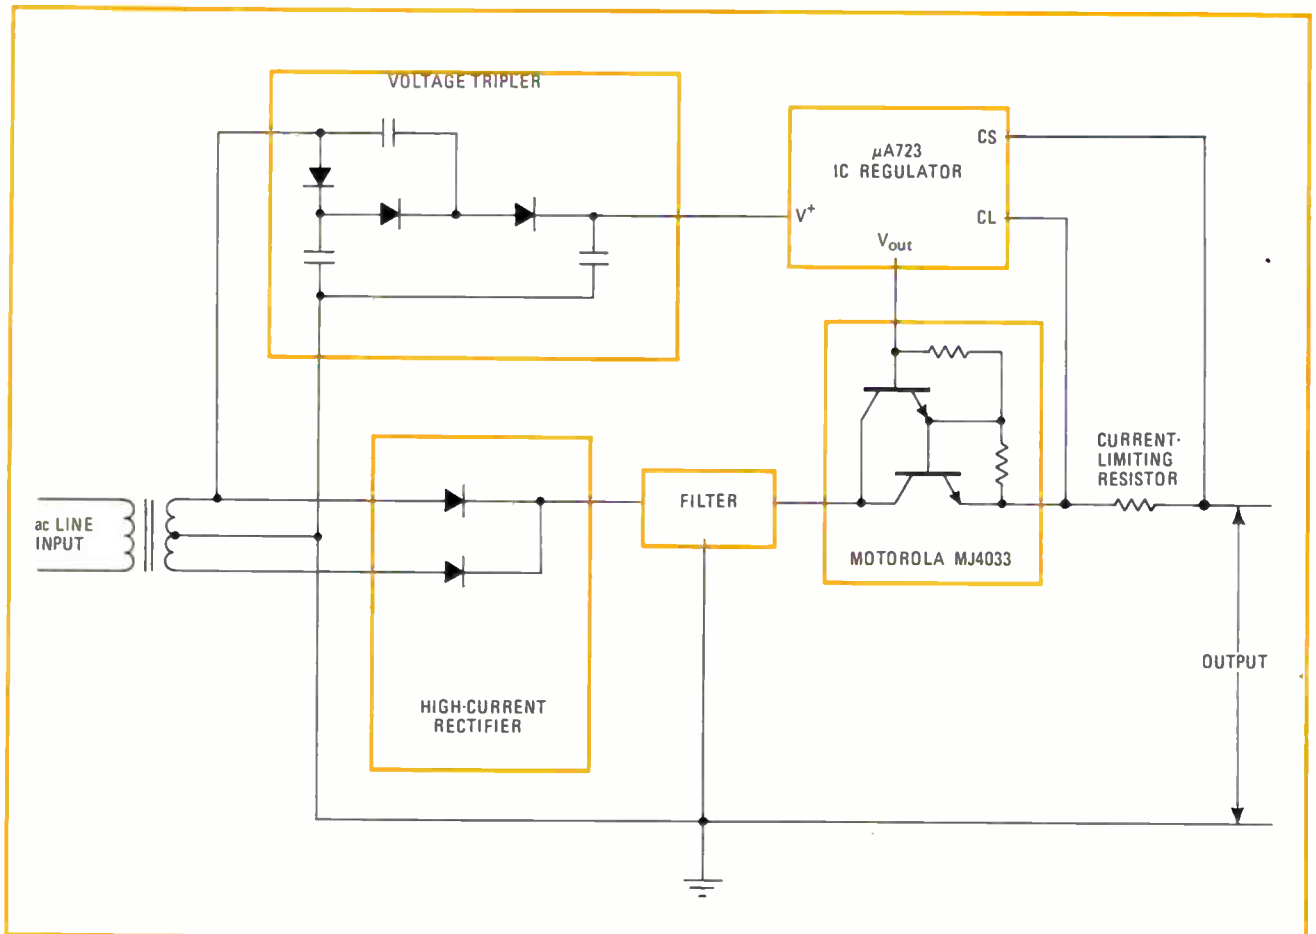 VOLTAGE TRIPLER
μA723
IC REGULATOR
CS
CL
V⁺
Vout
CURRENT-
LIMITING
RESISTOR
ac LINE
INPUT
FILTER
MOTOROLA MJ4033
HIGH-CURRENT
RECTIFIER
OUTPUT